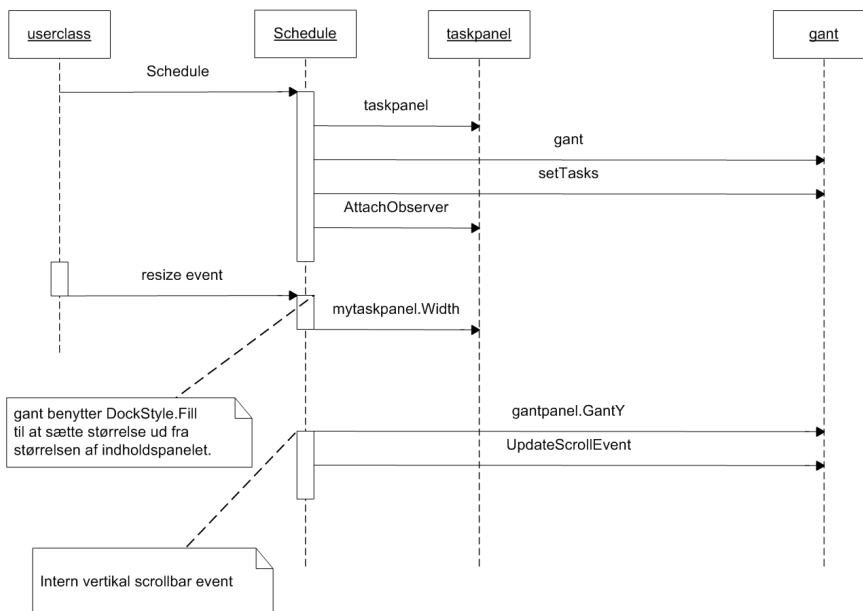 userclass
Schedule
taskpanel
gant
Schedule
taskpanel
gant
setTasks
AttachObserver
resize event
mytaskpanel.Width
gant benytter DockStyle.Fill
til at sætte størrelse ud fra
størrelsen af indholdspanelet.
gantpanel.GantY
UpdateScrollEvent
Intern vertikal scrollbar event